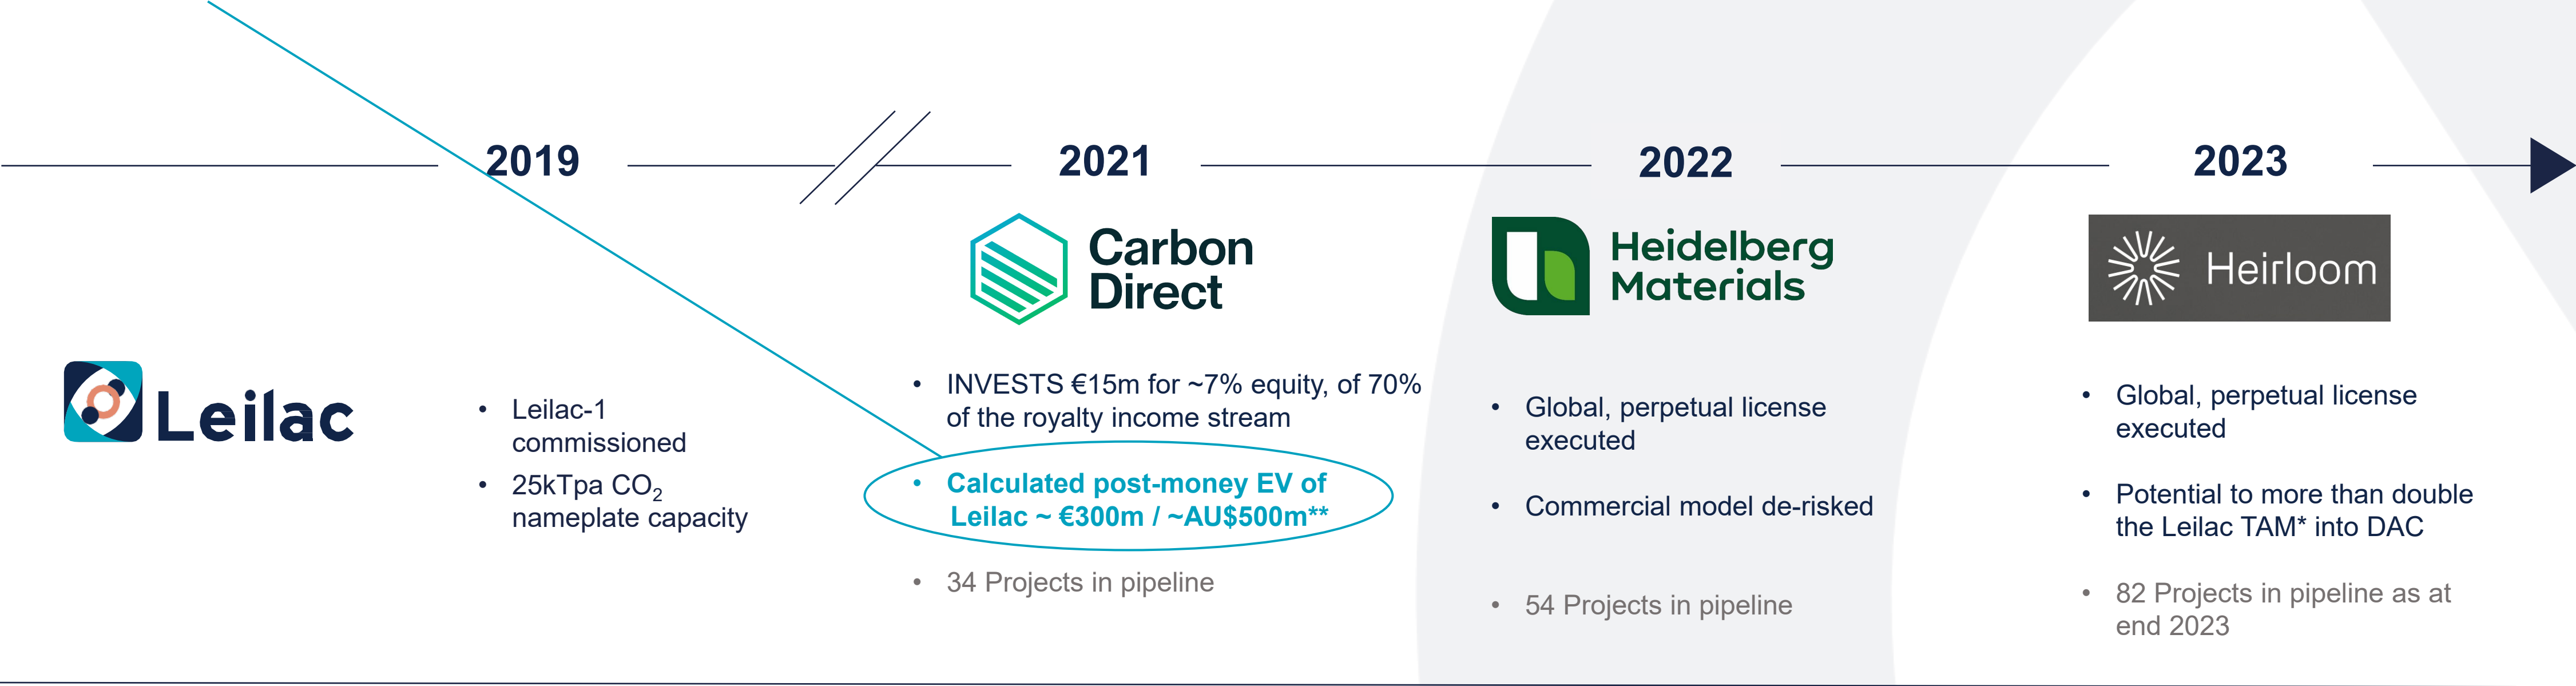 2019
2021
2022
2023
Leilac
• Leilac-1
commissioned
• 25kTpa CO₂
nameplate capacity
Carbon
Direct
• INVESTS €15m for ~7% equity, of 70%
of the royalty income stream
• Calculated post-money EV of
Leilac ~ €300m / ~AU$500m**
• 34 Projects in pipeline
Heidelberg
Materials
• Global, perpetual license
executed
• Commercial model de-risked
• 54 Projects in pipeline
Heirloom
• Global, perpetual license
executed
• Potential to more than double
the Leilac TAM* into DAC
• 82 Projects in pipeline as at
end 2023